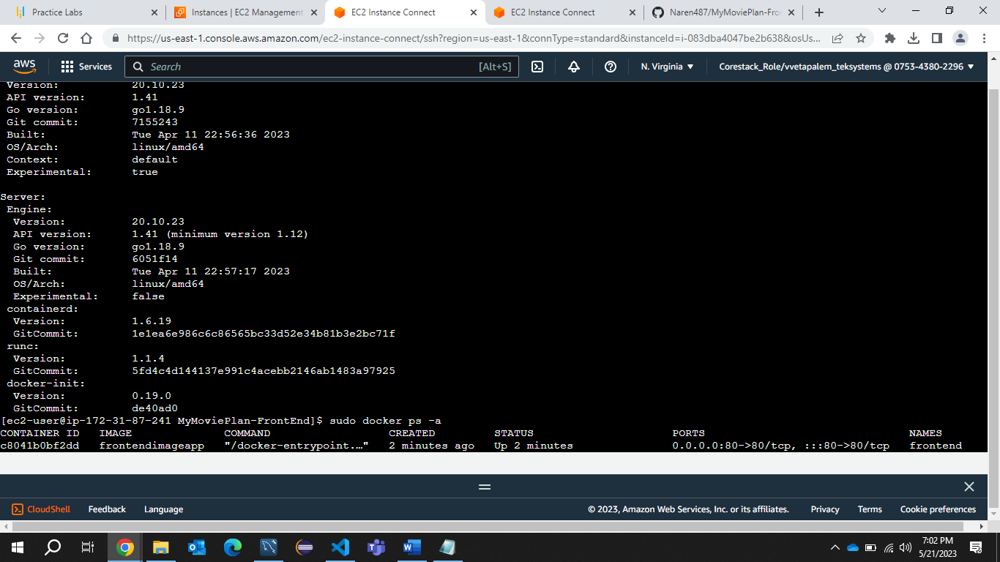 Practice Labs
Instances | EC2 Management
EC2 Instance Connect
EC2 Instance Connect
Naren487/MyMoviePlan-Fron
https://us-east-1.console.aws.amazon.com/ec2-instance-connect/ssh?region=us-east-1&connType=standard&instanceId=i-083dba4047be2b638&osUs...
aws Services Search [Alt+S] N. Virginia Corestack_Role/vvetapalem_teksystems @ 0753-4380-2296
Version: 20.10.23
API version: 1.41
Go version: go1.18.9
Git commit: 7155243
Built: Tue Apr 11 22:56:36 2023
OS/Arch: linux/amd64
Context: default
Experimental: true
Server:
Engine:
Version: 20.10.23
API version: 1.41 (minimum version 1.12)
Go version: go1.18.9
Git commit: 6051f14
Built: Tue Apr 11 22:57:17 2023
OS/Arch: linux/amd64
Experimental: false
containerd:
Version: 1.6.19
GitCommit: 1e1ea6e986c6c86565bc33d52e34b81b3e2bc71f
runc:
Version: 1.1.4
GitCommit: 5fd4c4d144137e991c4acebb2146ab1483a97925
docker-init:
Version: 0.19.0
GitCommit: de40ad0
[ec2-user@ip-172-31-87-241 MyMoviePlan-FrontEnd]$ sudo docker ps -a
CONTAINER ID IMAGE COMMAND CREATED STATUS PORTS NAMES
c8041b0bf2dd frontendimageapp "/docker-entrypoint.…" 2 minutes ago Up 2 minutes 0.0.0.0:80->80/tcp, :::80->80/tcp frontend
CloudShell Feedback Language © 2023, Amazon Web Services, Inc. or its affiliates. Privacy Terms Cookie preferences
7:02 PM
5/21/2023